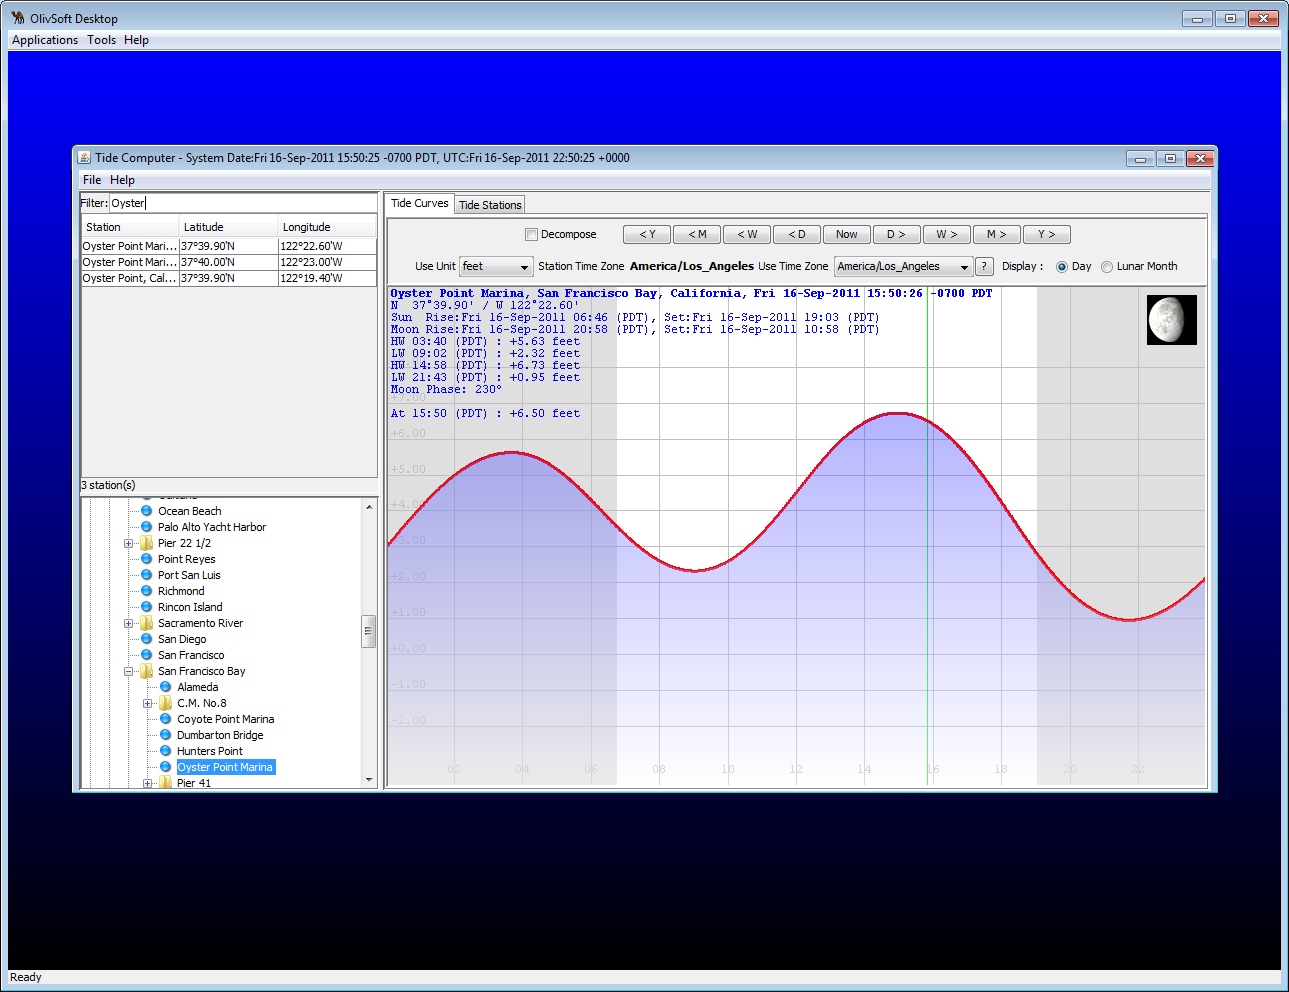 OlivSoft Desktop
Applications Tools Help
Tide Computer - System Date:Fri 16-Sep-2011 15:50:25 -0700 PDT, UTC:Fri 16-Sep-2011 22:50:25 +0000
File Help
Filter: Oyster
Station Latitude Longitude
Oyster Point Mari... 37°39.90'N 122°22.60'W
Oyster Point Mari... 37°40.00'N 122°23.00'W
Oyster Point, Cal... 37°39.90'N 122°19.40'W
3 station(s)
Ocean Beach
Palo Alto Yacht Harbor
Pier 22 1/2
Point Reyes
Port San Luis
Richmond
Rincon Island
Sacramento River
San Diego
San Francisco
San Francisco Bay
Alameda
C.M. No.8
Coyote Point Marina
Dumbarton Bridge
Hunters Point
Oyster Point Marina
Pier 41
Tide Curves Tide Stations
Decompose < Y < M < W < D Now D > W > M > Y >
Use Unit feet Station Time Zone America/Los_Angeles Use Time Zone America/Los_Angeles ? Display : Day Lunar Month
Oyster Point Marina, San Francisco Bay, California, Fri 16-Sep-2011 15:50:26 -0700 PDT
N 37°39.90' / W 122°22.60'
Sun Rise:Fri 16-Sep-2011 06:46 (PDT), Set:Fri 16-Sep-2011 19:03 (PDT)
Moon Rise:Fri 16-Sep-2011 20:58 (PDT), Set:Fri 16-Sep-2011 10:58 (PDT)
HW 03:40 (PDT) : +5.63 feet
LW 09:02 (PDT) : +2.32 feet
HW 14:58 (PDT) : +6.73 feet
LW 21:43 (PDT) : +0.95 feet
Moon Phase: 230°
+7.00
At 15:50 (PDT) : +6.50 feet
+6.00
+5.00
+4.00
+3.00
+2.00
+1.00
+0.00
-1.00
-2.00
02 04 06 08 10 12 14 16 18 20 22
Ready